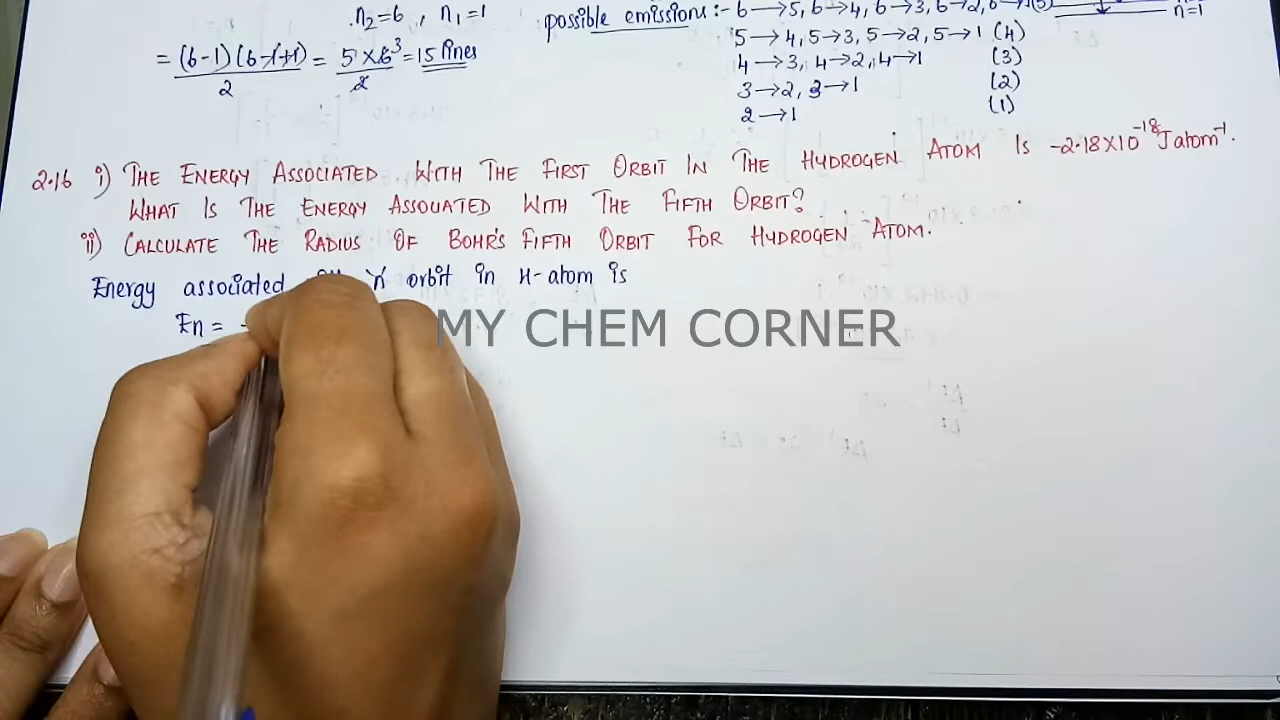 n2=6 , n1=1
possible emissions:- 6→5, 6→4, 6→3, 6→2, 6→1(5)
n=1
= (6-1)(6-1+1)/2 = 5×6³/2 = 15 lines
5→4, 5→3, 5→2, 5→1 (4)
4→3, 4→2, 4→1 (3)
3→2, 3→1 (2)
2→1 (1)
2.16 i) THE ENERGY ASSOCIATED WITH THE FIRST ORBIT IN THE HYDROGEN ATOM IS -2.18×10⁻¹⁸ J atom⁻¹.
WHAT IS THE ENERGY ASSOCIATED WITH THE FIFTH ORBIT?
ii) CALCULATE THE RADIUS OF BOHR'S FIFTH ORBIT FOR HYDROGEN ATOM.
Energy associated orbit in H-atom is
En = -
MY CHEM CORNER